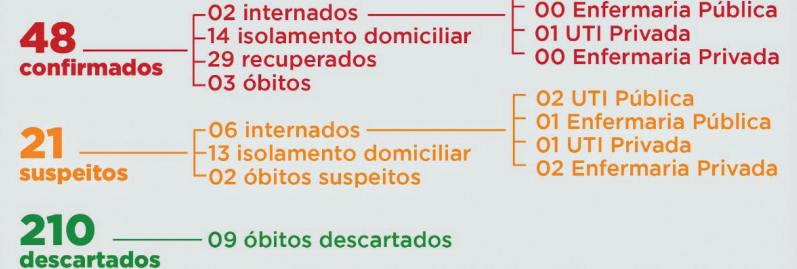 48
confirmados
02 internados
14 isolamento domiciliar
29 recuperados
03 óbitos
00 Enfermaria Pública
01 UTI Privada
00 Enfermaria Privada
21
suspeitos
06 internados
13 isolamento domiciliar
02 óbitos suspeitos
02 UTI Pública
01 Enfermaria Pública
01 UTI Privada
02 Enfermaria Privada
210
descartados
09 óbitos descartados